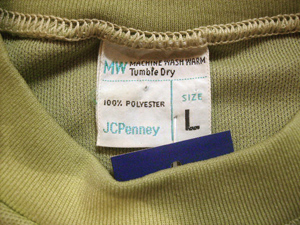 MW MACHINE WASH WARM
Tumble Dry
100% POLYESTER
SIZE
L
JCPenney